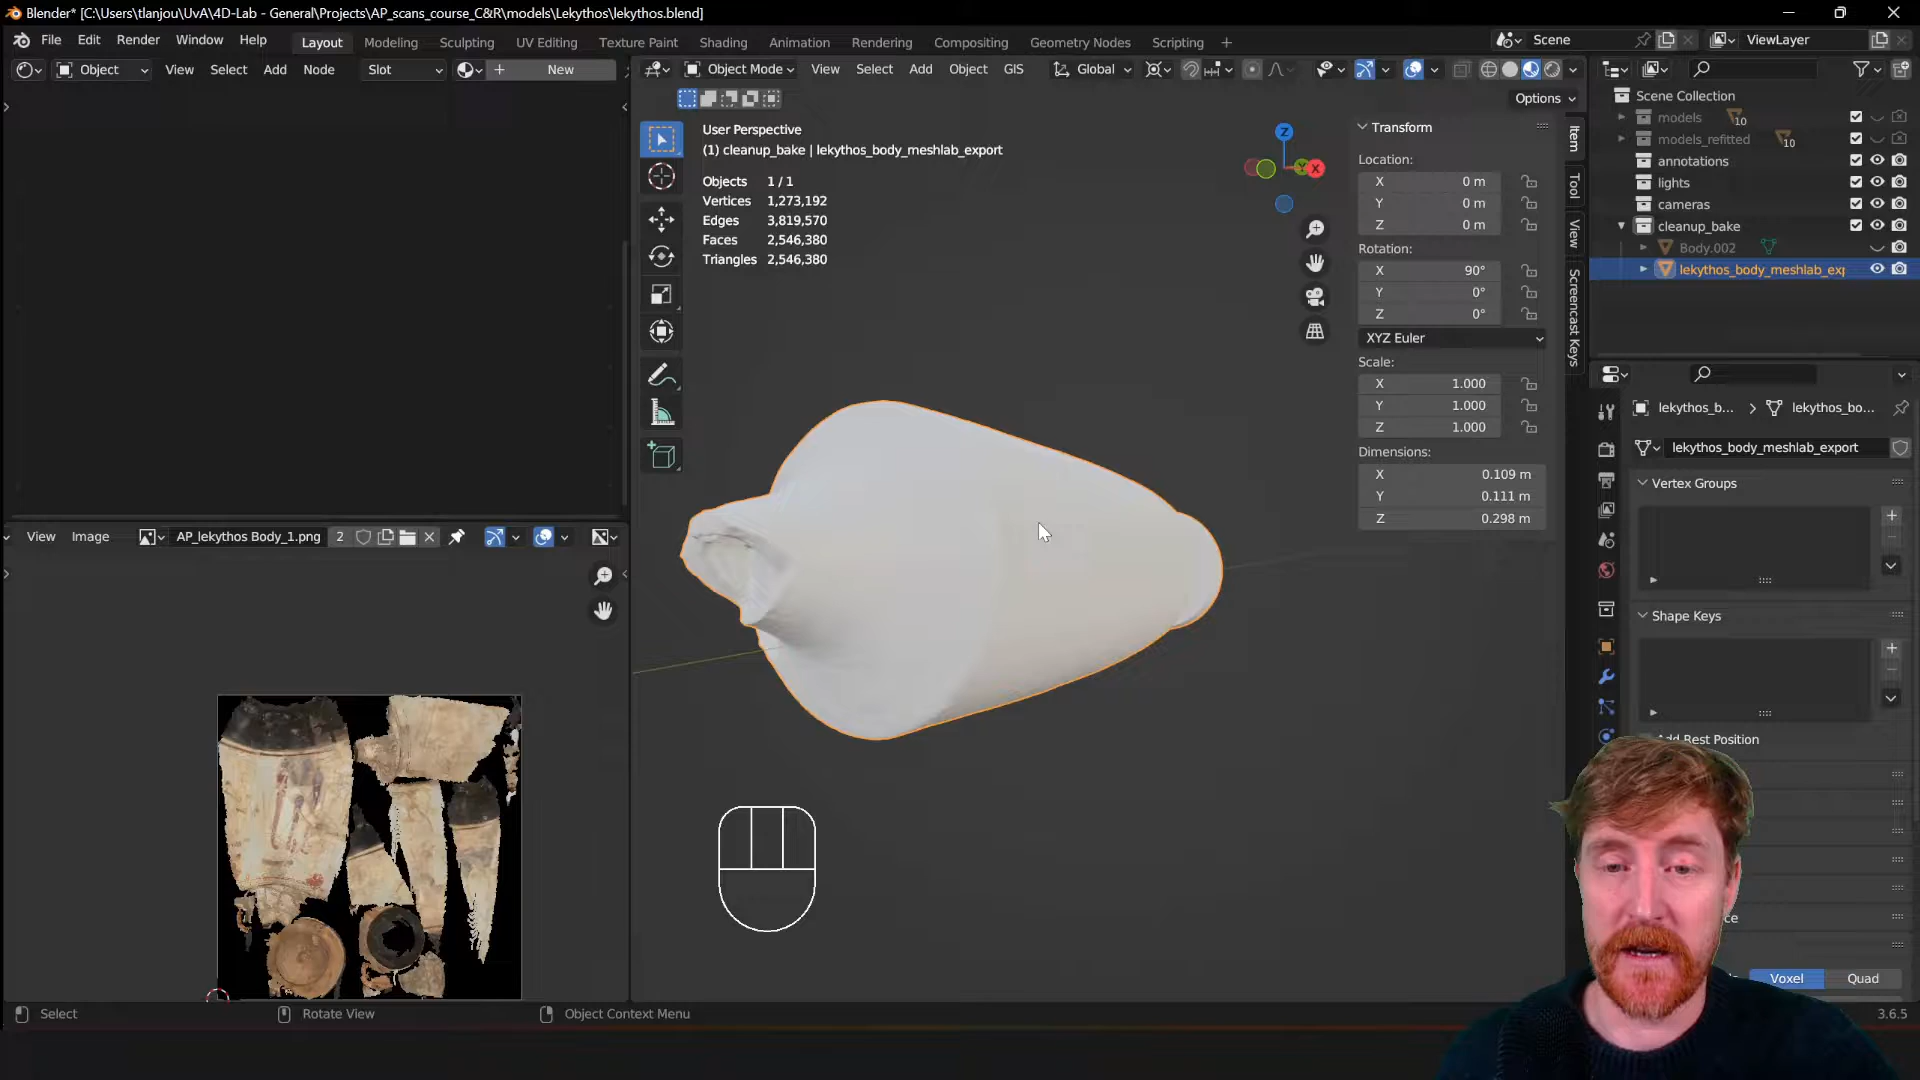 Blender* [C:\Users\tlanjou\UvA\4D-Lab - General\Projects\AP_scans_course_C&R\models\Lekythos\lekythos.blend]
File Edit Render Window Help Layout Modeling Sculpting UV Editing Texture Paint Shading Animation Rendering Compositing Geometry Nodes Scripting + Scene ViewLayer
Object View Select Add Node Slot New Object Mode View Select Add Object GIS Global
Options
Scene Collection
models 10
models_refitted 10
annotations
lights
cameras
cleanup_bake
Body.002
lekythos_body_meshlab_exp
User Perspective
(1) cleanup_bake | lekythos_body_meshlab_export
Objects 1 / 1
Vertices 1,273,192
Edges 3,819,570
Faces 2,546,380
Triangles 2,546,380
Z
Y X
Transform
Location:
X 0 m
Y 0 m
Z 0 m
Rotation:
X 90°
Y 0°
Z 0°
XYZ Euler
Scale:
X 1.000
Y 1.000
Z 1.000
Dimensions:
X 0.109 m
Y 0.111 m
Z 0.298 m
Item
Tool
View
Screencast Keys
lekythos_b... > lekythos_bo...
lekythos_body_meshlab_export
Vertex Groups
Shape Keys
Add Rest Position
ce
Voxel Quad
View Image AP_lekythos Body_1.png 2
Select Rotate View Object Context Menu
3.6.5